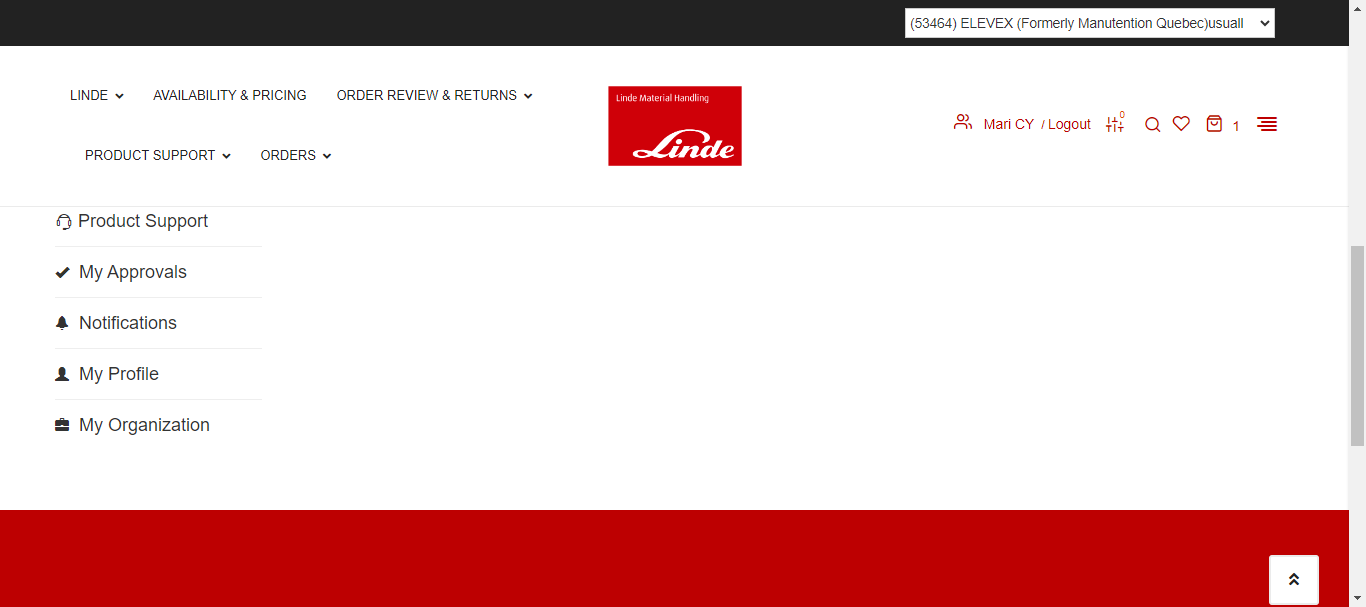 (53464) ELEVEX (Formerly Manutention Quebec)usuall
LINDE
AVAILABILITY & PRICING
ORDER REVIEW & RETURNS
PRODUCT SUPPORT
ORDERS
Linde Material Handling
Linde
Mari CY / Logout
0
1
Product Support
My Approvals
Notifications
My Profile
My Organization